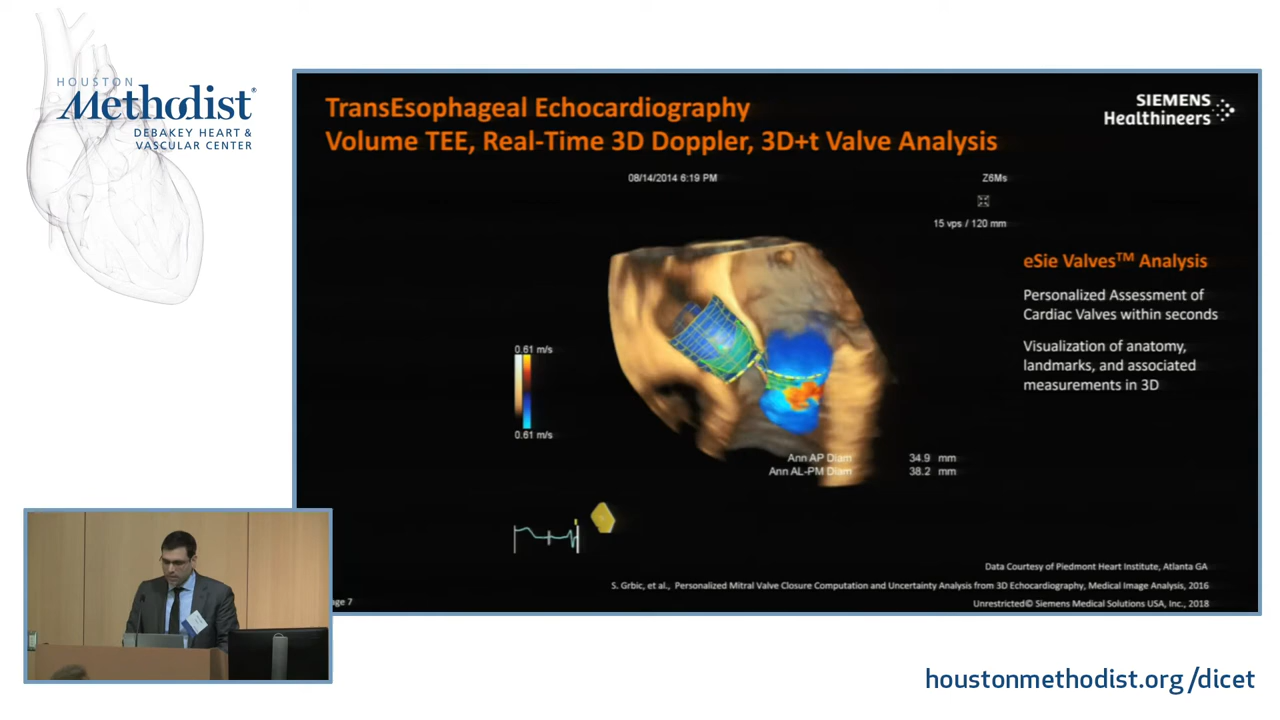 HOUSTON
Methodist®
DEBAKEY HEART &
VASCULAR CENTER
TransEsophageal Echocardiography
Volume TEE, Real-Time 3D Doppler, 3D+t Valve Analysis
SIEMENS
Healthineers
08/14/2014 6:19 PM
Z6Ms
15 vps / 120 mm
eSie Valves™ Analysis
Personalized Assessment of
Cardiac Valves within seconds
Visualization of anatomy,
landmarks, and associated
measurements in 3D
0.61 m/s
0.61 m/s
Ann AP Diam 34.9 mm
Ann AL-PM Diam 38.2 mm
Data Courtesy of Piedmont Heart Institute, Atlanta GA
S. Grbic, et al., Personalized Mitral Valve Closure Computation and Uncertainty Analysis from 3D Echocardiography, Medical Image Analysis, 2016
age 7
Unrestricted© Siemens Medical Solutions USA, Inc., 2018
houstonmethodist.org/dicet